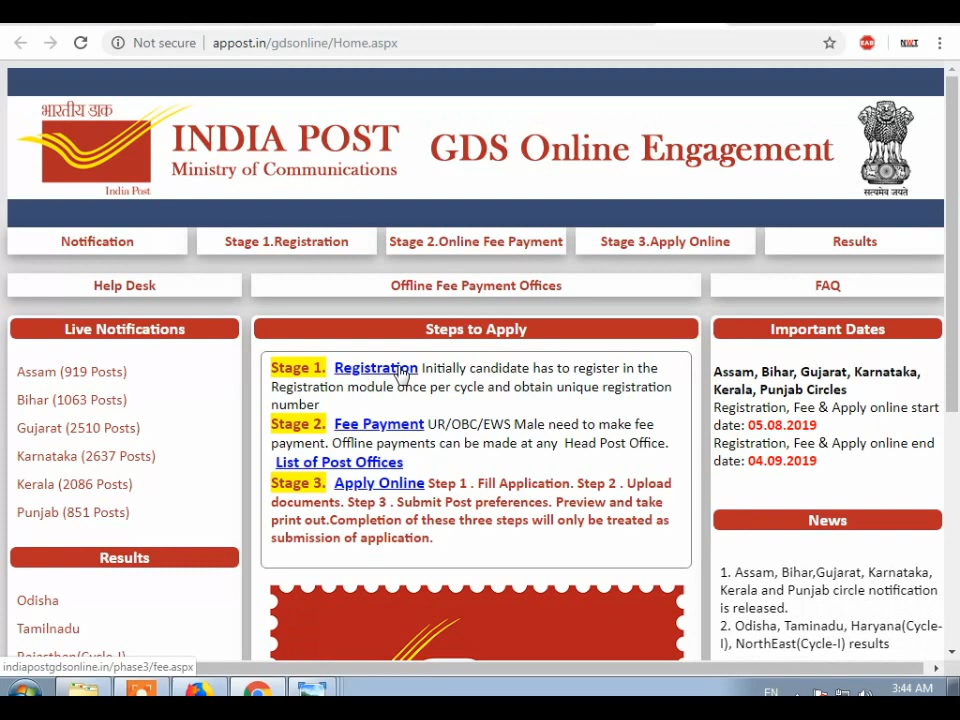 Not secure | appost.in/gdsonline/Home.aspx
EAB
NWT
भारतीय डाक
India Post
INDIA POST
Ministry of Communications
GDS Online Engagement
सत्यमेव जयते
Notification
Stage 1.Registration
Stage 2.Online Fee Payment
Stage 3.Apply Online
Results
Help Desk
Offline Fee Payment Offices
FAQ
Live Notifications
Assam (919 Posts)
Bihar (1063 Posts)
Gujarat (2510 Posts)
Karnataka (2637 Posts)
Kerala (2086 Posts)
Punjab (851 Posts)
Results
Odisha
Tamilnadu
Rajasthan(Cycle-I)
Steps to Apply
Stage 1. Registration Initially candidate has to register in the
Registration module once per cycle and obtain unique registration
number
Stage 2. Fee Payment UR/OBC/EWS Male need to make fee
payment. Offline payments can be made at any Head Post Office.
List of Post Offices
Stage 3. Apply Online Step 1 . Fill Application. Step 2 . Upload
documents. Step 3 . Submit Post preferences. Preview and take
print out.Completion of these three steps will only be treated as
submission of application.
Important Dates
Assam, Bihar, Gujarat, Karnataka,
Kerala, Punjab Circles
Registration, Fee & Apply online start
date: 05.08.2019
Registration, Fee & Apply online end
date: 04.09.2019
News
1. Assam, Bihar,Gujarat, Karnataka,
Kerala and Punjab circle notification
is released.
2. Odisha, Taminadu, Haryana(Cycle-
I), NorthEast(Cycle-I) results
indiapostgdsonline.in/phase3/fee.aspx
EN
3:44 AM